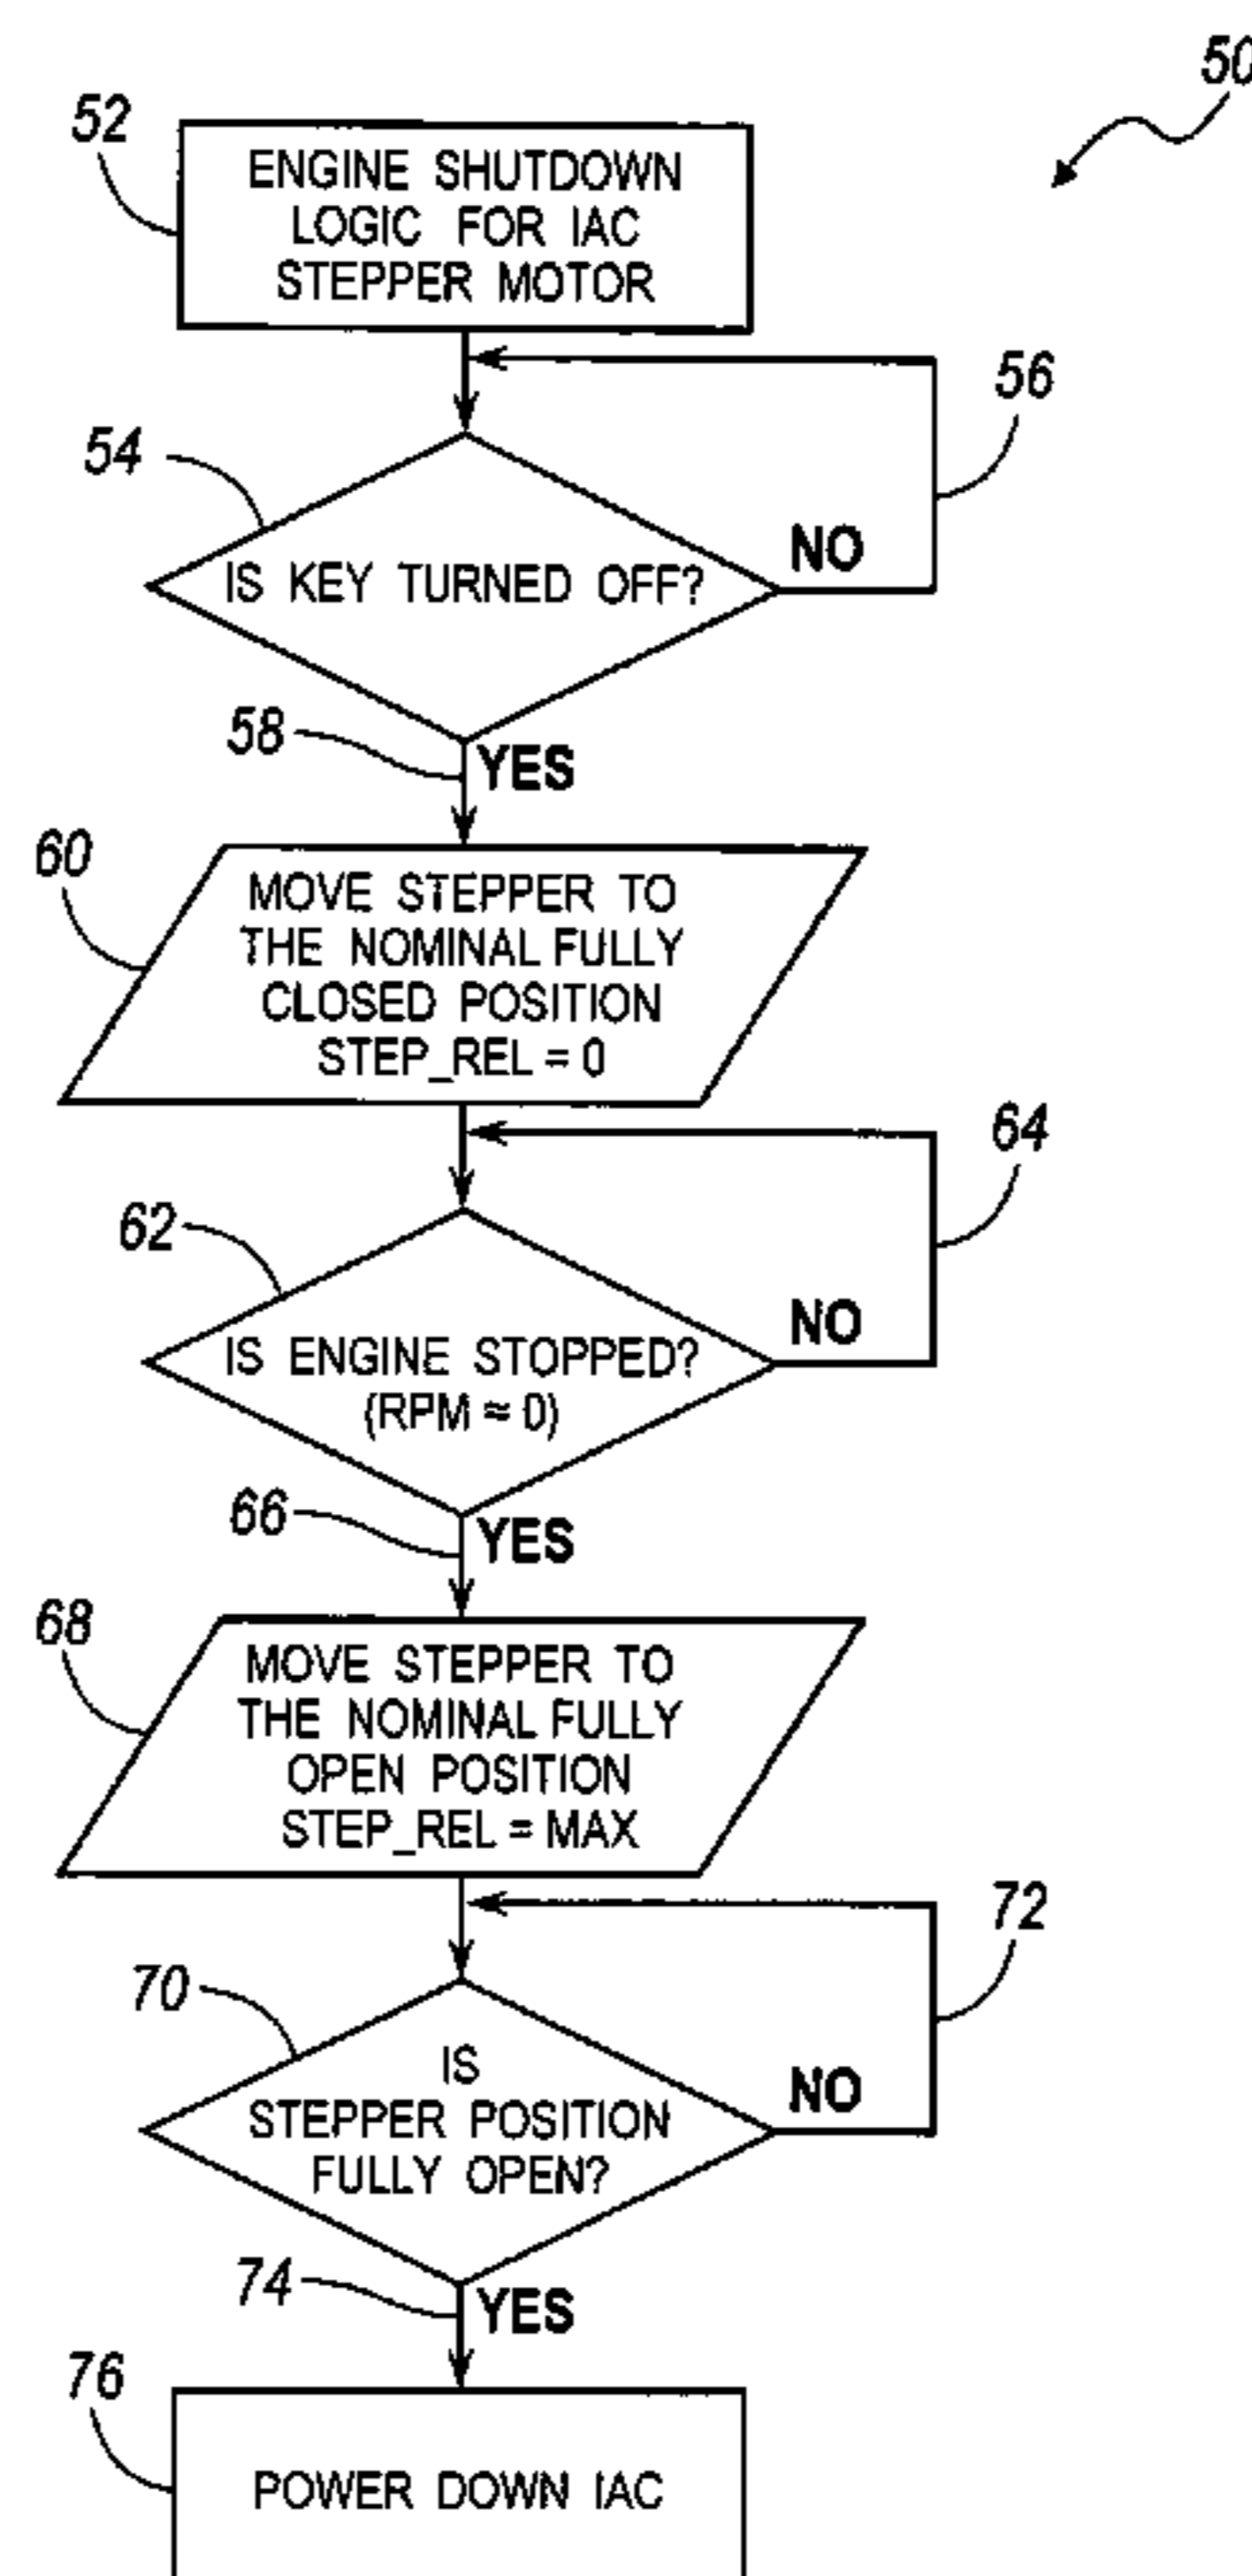 50
52
ENGINE SHUTDOWN
LOGIC FOR IAC
STEPPER MOTOR
56
54
IS KEY TURNED OFF?
NO
58
YES
60
MOVE STEPPER TO
THE NOMINAL FULLY
CLOSED POSITION
STEP_REL = 0
64
62
IS ENGINE STOPPED?
(RPM ≈ 0)
NO
66
YES
68
MOVE STEPPER TO
THE NOMINAL FULLY
OPEN POSITION
STEP_REL = MAX
72
70
IS
STEPPER POSITION
FULLY OPEN?
NO
74
YES
76
POWER DOWN IAC